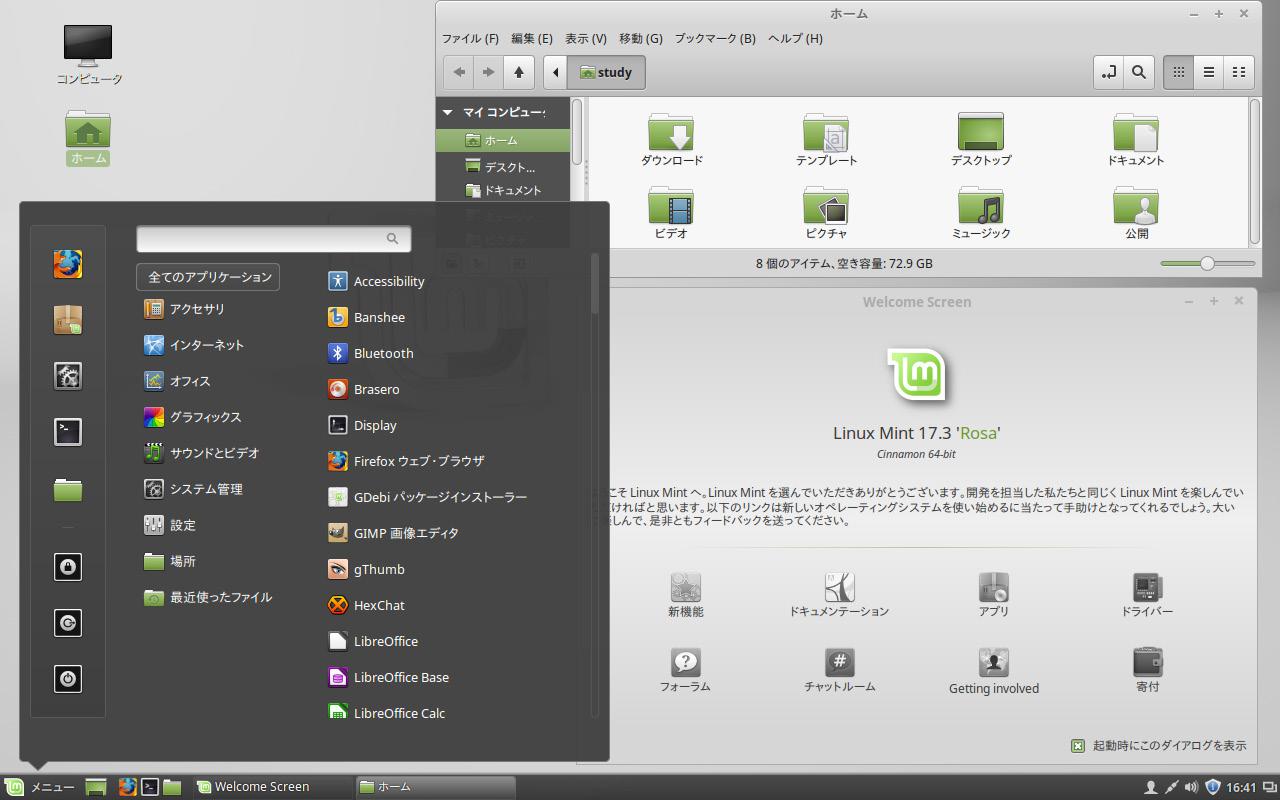 コンピュータ
ホーム
ホーム
ファイル (F) 編集 (E) 表示 (V) 移動 (G) ブックマーク (B) ヘルプ (H)
study
マイ コンピュー
ホーム
デスクト...
ドキュメント
ダウンロード テンプレート デスクトップ ドキュメント
ビデオ ピクチャ ミュージック 公開
8 個のアイテム、空き容量: 72.9 GB
全てのアプリケーション
アクセサリ
インターネット
オフィス
グラフィックス
サウンドとビデオ
システム管理
設定
場所
最近使ったファイル
Accessibility
Banshee
Bluetooth
Brasero
Display
Firefox ウェブ・ブラウザ
GDebi パッケージインストーラー
GIMP 画像エディタ
gThumb
HexChat
LibreOffice
LibreOffice Base
LibreOffice Calc
Welcome Screen
Linux Mint 17.3 'Rosa'
Cinnamon 64-bit
こそ Linux Mint へ。Linux Mint を選んでいただきありがとうございます。開発を担当した私たちと同じく Linux Mint を楽しんでい
ければと思います。以下のリンクは新しいオペレーティングシステムを使い始めるに当たって手助けとなってくれるでしょう。大い
しんで、是非ともフィードバックを送ってください。
新機能 ドキュメンテーション アプリ ドライバー
フォーラム チャットルーム Getting involved 寄付
起動時にこのダイアログを表示
メニュー Welcome Screen ホーム 16:41